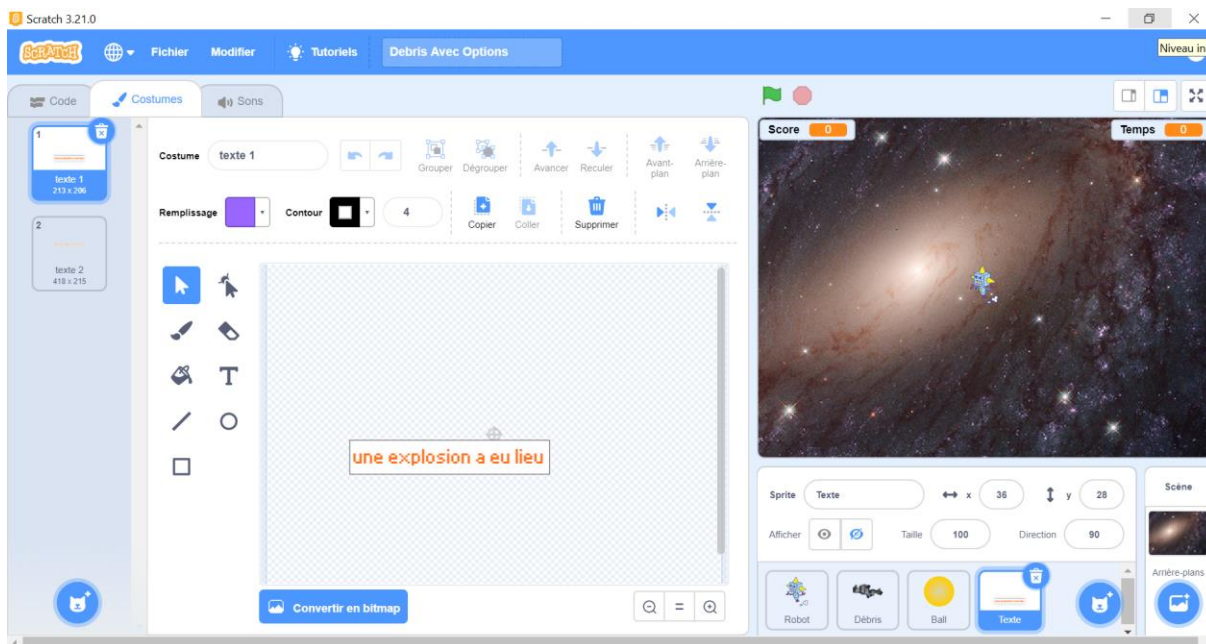 Scratch 3.21.0
SCRATCH
Fichier
Modifier
Tutoriels
Debris Avec Options
Niveau in
Code
Costumes
Sons
1
texte 1
213 x 206
2
texte 2
418 x 215
Costume
texte 1
Grouper
Dégrouper
Avancer
Reculer
Avant-
plan
Arrière-
plan
Remplissage
Contour
4
Copier
Coller
Supprimer
T
une explosion a eu lieu
Convertir en bitmap
Score 0
Temps 0
Sprite
Texte
x
36
y
28
Afficher
Taille
100
Direction
90
Robot
Débris
Ball
Texte
Scène
Arrière-plans